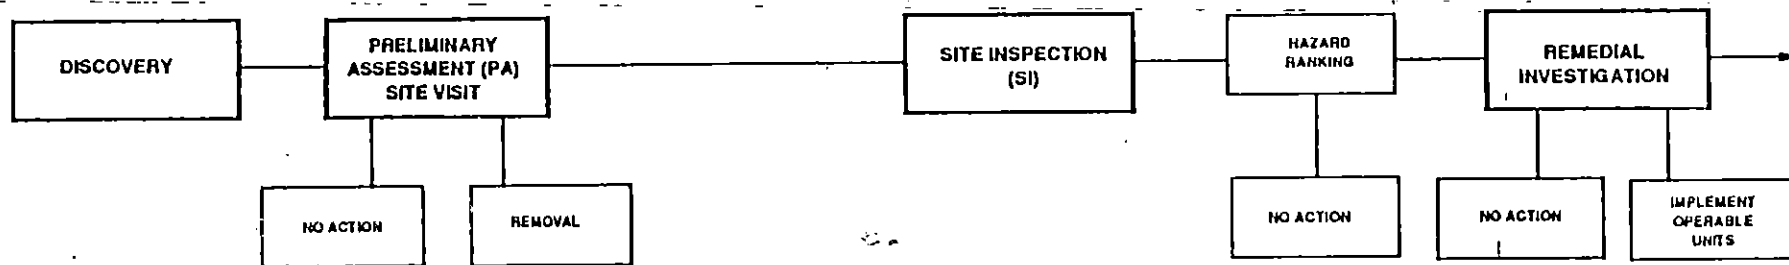 DISCOVERY
PRELIMINARY
ASSESSMENT (PA)
SITE VISIT
SITE INSPECTION
(SI)
HAZARD
RANKING
REMEDIAL
INVESTIGATION
NO ACTION
REMOVAL
NO ACTION
NO ACTION
IMPLEMENT
OPERABLE
UNITS